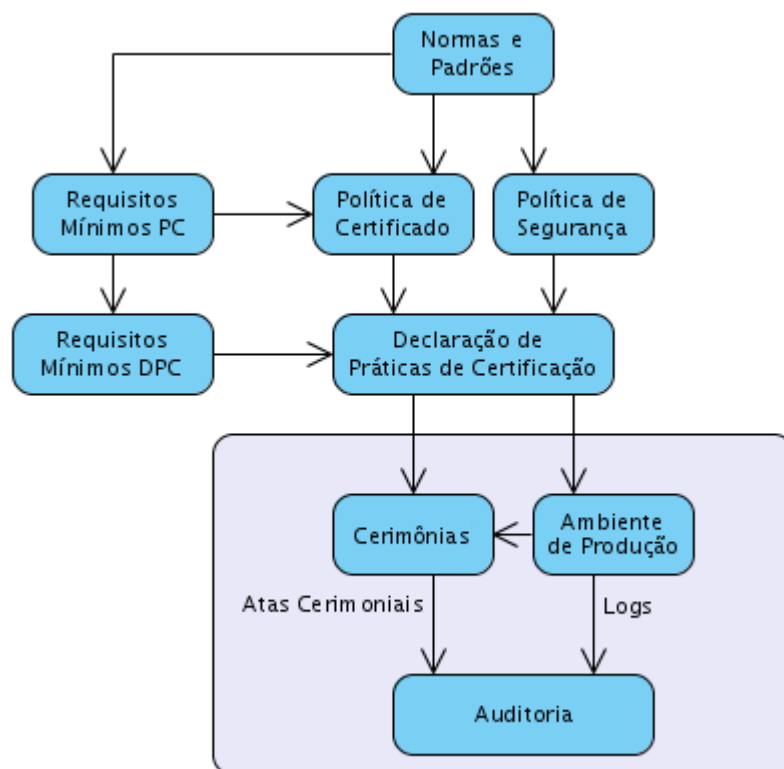 Normas e
Padrões
Requisitos
Mínimos PC
Política de
Certificado
Política de
Segurança
Requisitos
Mínimos DPC
Declaração de
Práticas de Certificação
Cerimônias
Ambiente
de Produção
Atas Cerimoniais
Logs
Auditoria